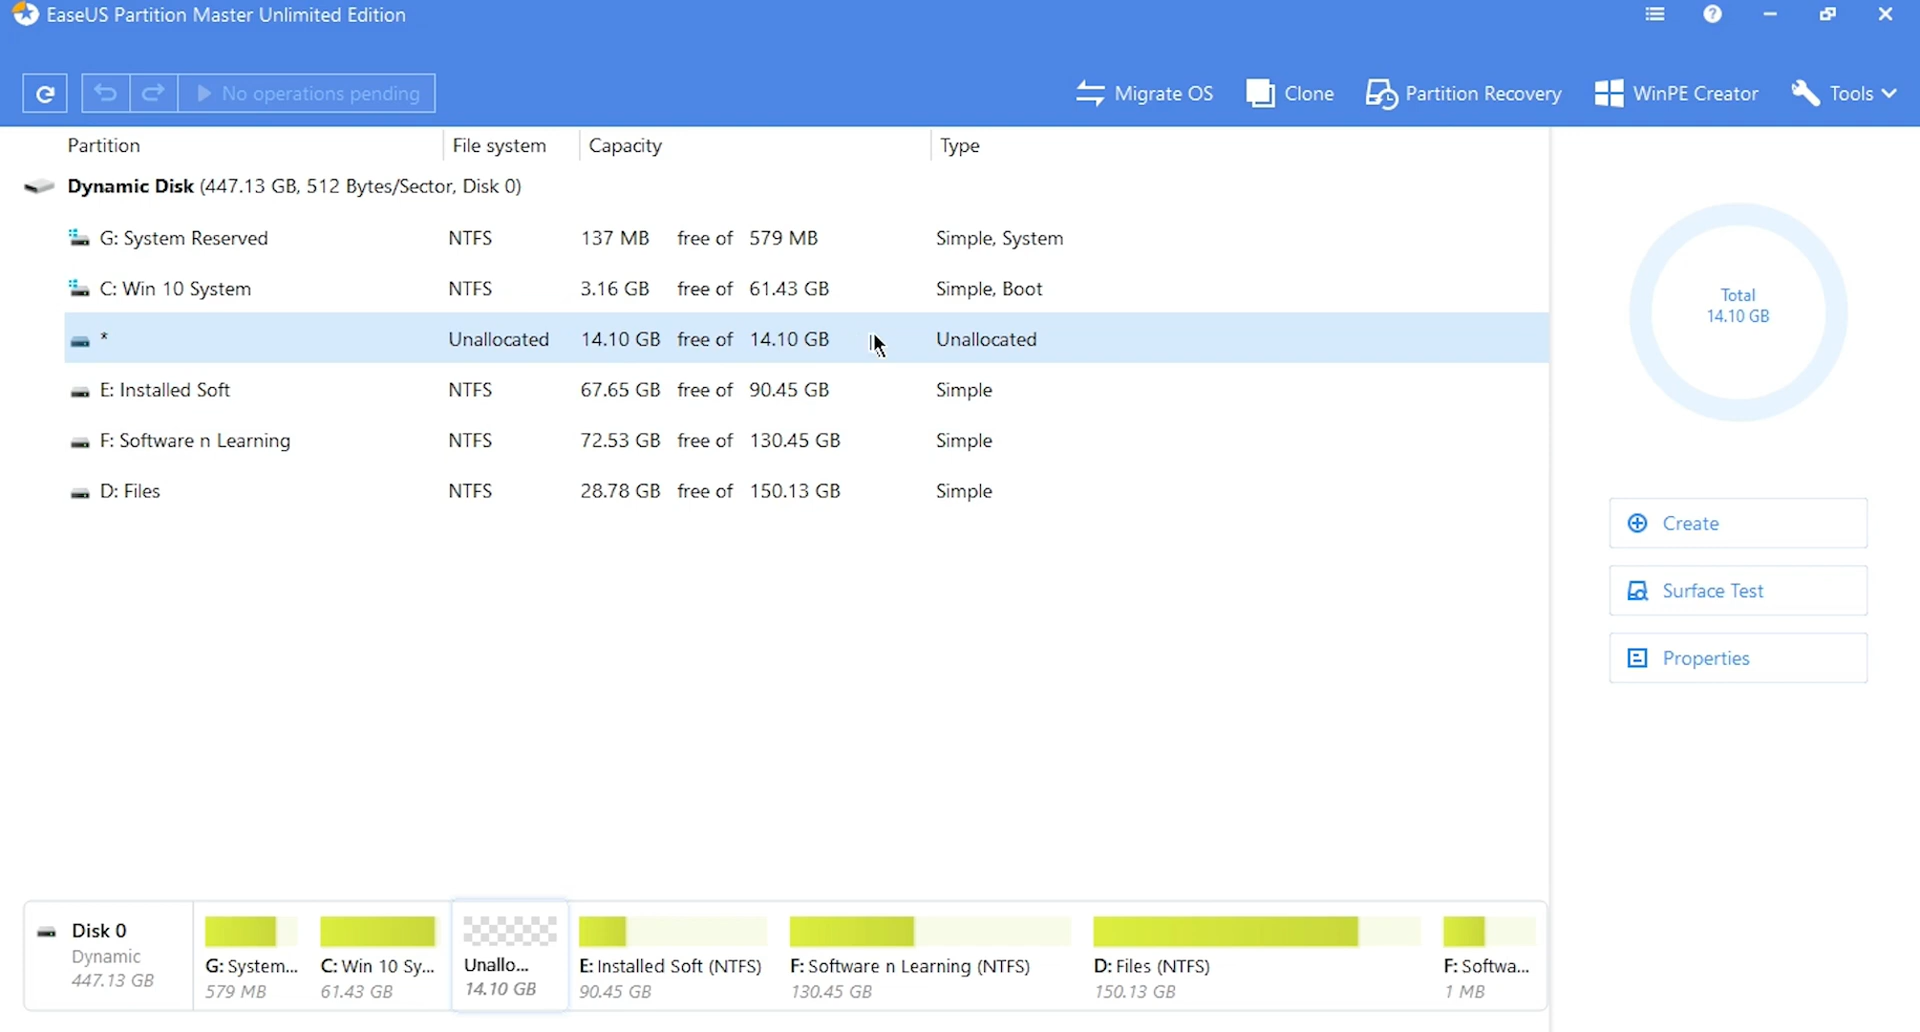 EaseUS Partition Master Unlimited Edition
No operations pending
Migrate OS
Clone
Partition Recovery
WinPE Creator
Tools
Partition File system Capacity Type
Dynamic Disk (447.13 GB, 512 Bytes/Sector, Disk 0)
G: System Reserved NTFS 137 MB free of 579 MB Simple, System
C: Win 10 System NTFS 3.16 GB free of 61.43 GB Simple, Boot
* Unallocated 14.10 GB free of 14.10 GB Unallocated
E: Installed Soft NTFS 67.65 GB free of 90.45 GB Simple
F: Software n Learning NTFS 72.53 GB free of 130.45 GB Simple
D: Files NTFS 28.78 GB free of 150.13 GB Simple
Total
14.10 GB
Create
Surface Test
Properties
Disk 0
Dynamic
447.13 GB
G: System...
579 MB
C: Win 10 Sy...
61.43 GB
Unallo...
14.10 GB
E: Installed Soft (NTFS)
90.45 GB
F: Software n Learning (NTFS)
130.45 GB
D: Files (NTFS)
150.13 GB
F: Softwa...
1 MB